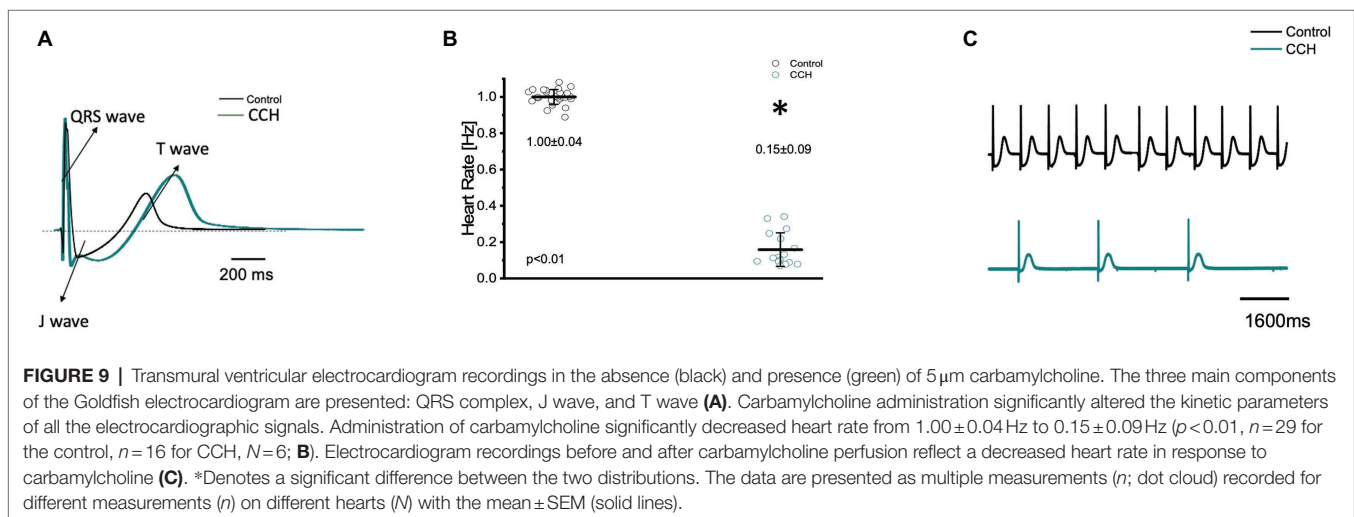 A
Control
CCH
QRS wave
T wave
J wave
200 ms
B
Control
CCH
Heart Rate [Hz]
1.0
0.8
0.6
0.4
0.2
0.0
1.00±0.04
*
0.15±0.09
p<0.01
C
Control
CCH
1600ms
FIGURE 9 | Transmural ventricular electrocardiogram recordings in the absence (black) and presence (green) of 5 μm carbamylcholine. The three main components
of the Goldfish electrocardiogram are presented: QRS complex, J wave, and T wave (A). Carbamylcholine administration significantly altered the kinetic parameters
of all the electrocardiographic signals. Administration of carbamylcholine significantly decreased heart rate from 1.00 ± 0.04 Hz to 0.15 ± 0.09 Hz (p < 0.01, n = 29 for
the control, n = 16 for CCH, N = 6; B). Electrocardiogram recordings before and after carbamylcholine perfusion reflect a decreased heart rate in response to
carbamylcholine (C). *Denotes a significant difference between the two distributions. The data are presented as multiple measurements (n; dot cloud) recorded for
different measurements (n) on different hearts (N) with the mean ± SEM (solid lines).